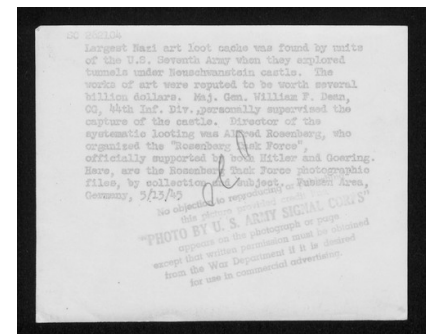 Largest Nazi art loot cache was found by units
of the U.S. Seventh Army when they explored
tunnels under Neuschwanstein castle. The
works of art were reputed to be worth several
billion dollars. Maj. Gen. William F. Dean,
CG, 44th Inf. Div., personally supervised the
capture of the castle. Director of the
systematic looting was Alfred Rosenberg, who
organized the "Rosenberg Task Force",
officially supported by both Hitler and Goering.
Here, are the Rosenberg Task Force photographic
files, by collection and subject. Area,
Germany, 5/23/45
No objection to reproduction or
this picture provided credit
"PHOTO BY U. S. ARMY SIGNAL CORPS"
appears on the photograph or page
except that written permission must be obtained
from the War Department if it is desired
for use in commercial advertising.